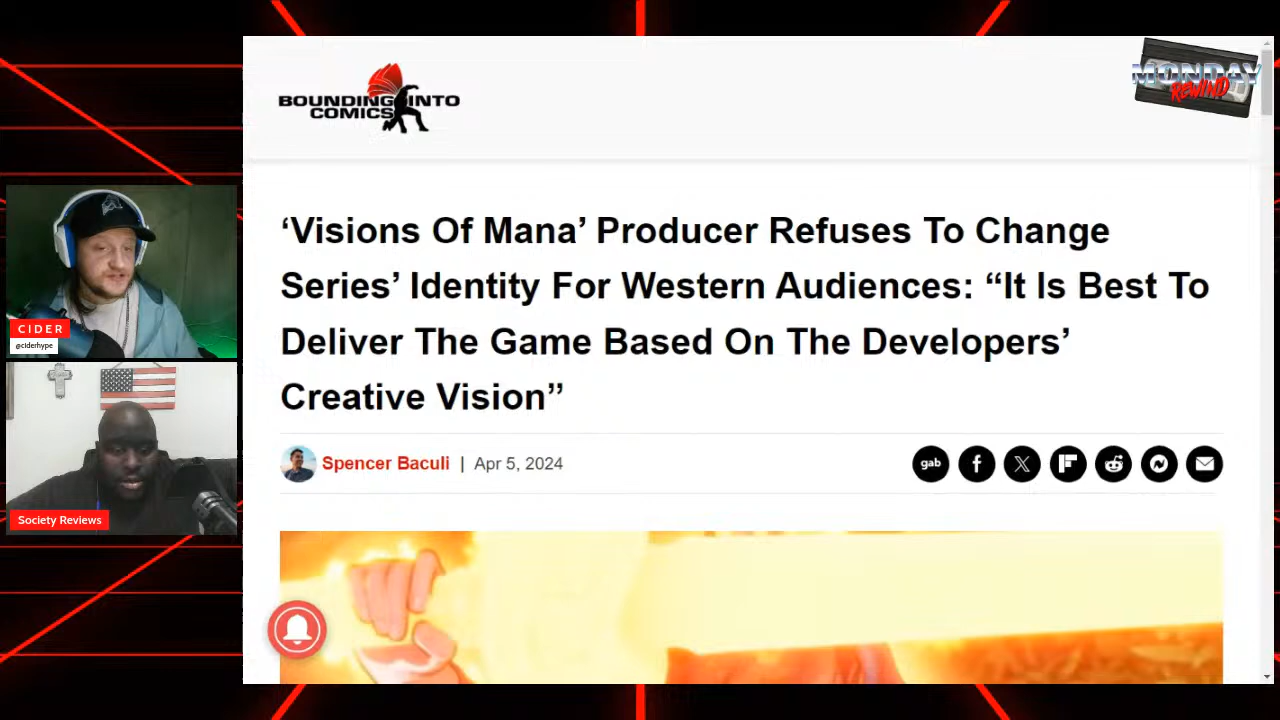 BOUNDING INTO
COMICS
MONDAY
REWIND
‘Visions Of Mana’ Producer Refuses To Change
Series’ Identity For Western Audiences: “It Is Best To
Deliver The Game Based On The Developers’
Creative Vision”
Spencer Baculi | Apr 5, 2024
gab
CIDER
@ciderhype
Society Reviews